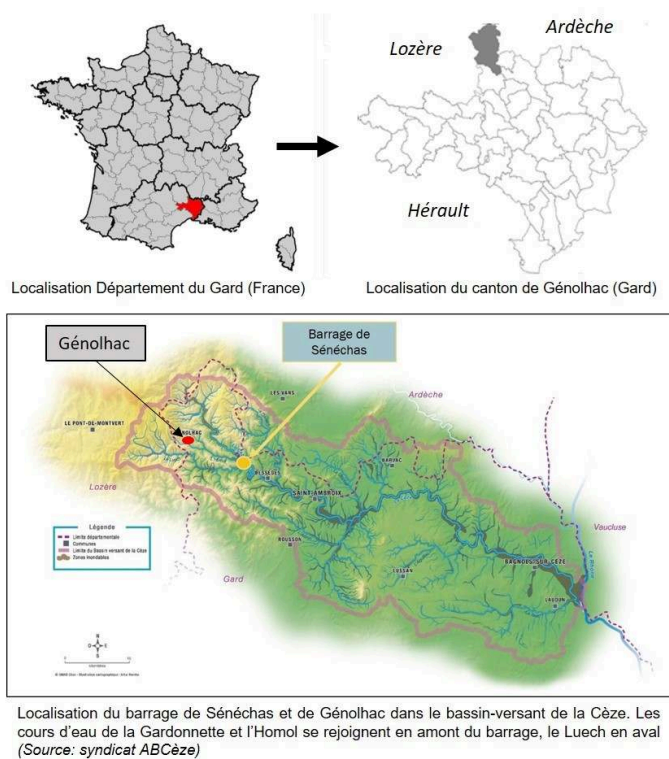 Lozère
Ardèche
Hérault
Localisation Département du Gard (France)
Localisation du canton de Génolhac (Gard)
Génolhac
Barrage de
Sénéchas
LES VANS
Ardèche
LE PONT-DE-MONTVERT
BARJAC
BESSÈGES
SAINT-AMBROIX
Lozère
Légende
Limite départementale
Communes
Limite du Bassin versant de la Cèze
Zones inondables
ROUSSON
Vaucluse
BAGNOLS-SUR-CÈZE
LUSSAN
Gard
LAUDUN
Localisation du barrage de Sénéchas et de Génolhac dans le bassin-versant de la Cèze. Les
cours d'eau de la Gardonnette et l'Homol se rejoignent en amont du barrage, le Luech en aval
(Source: syndicat ABCèze)